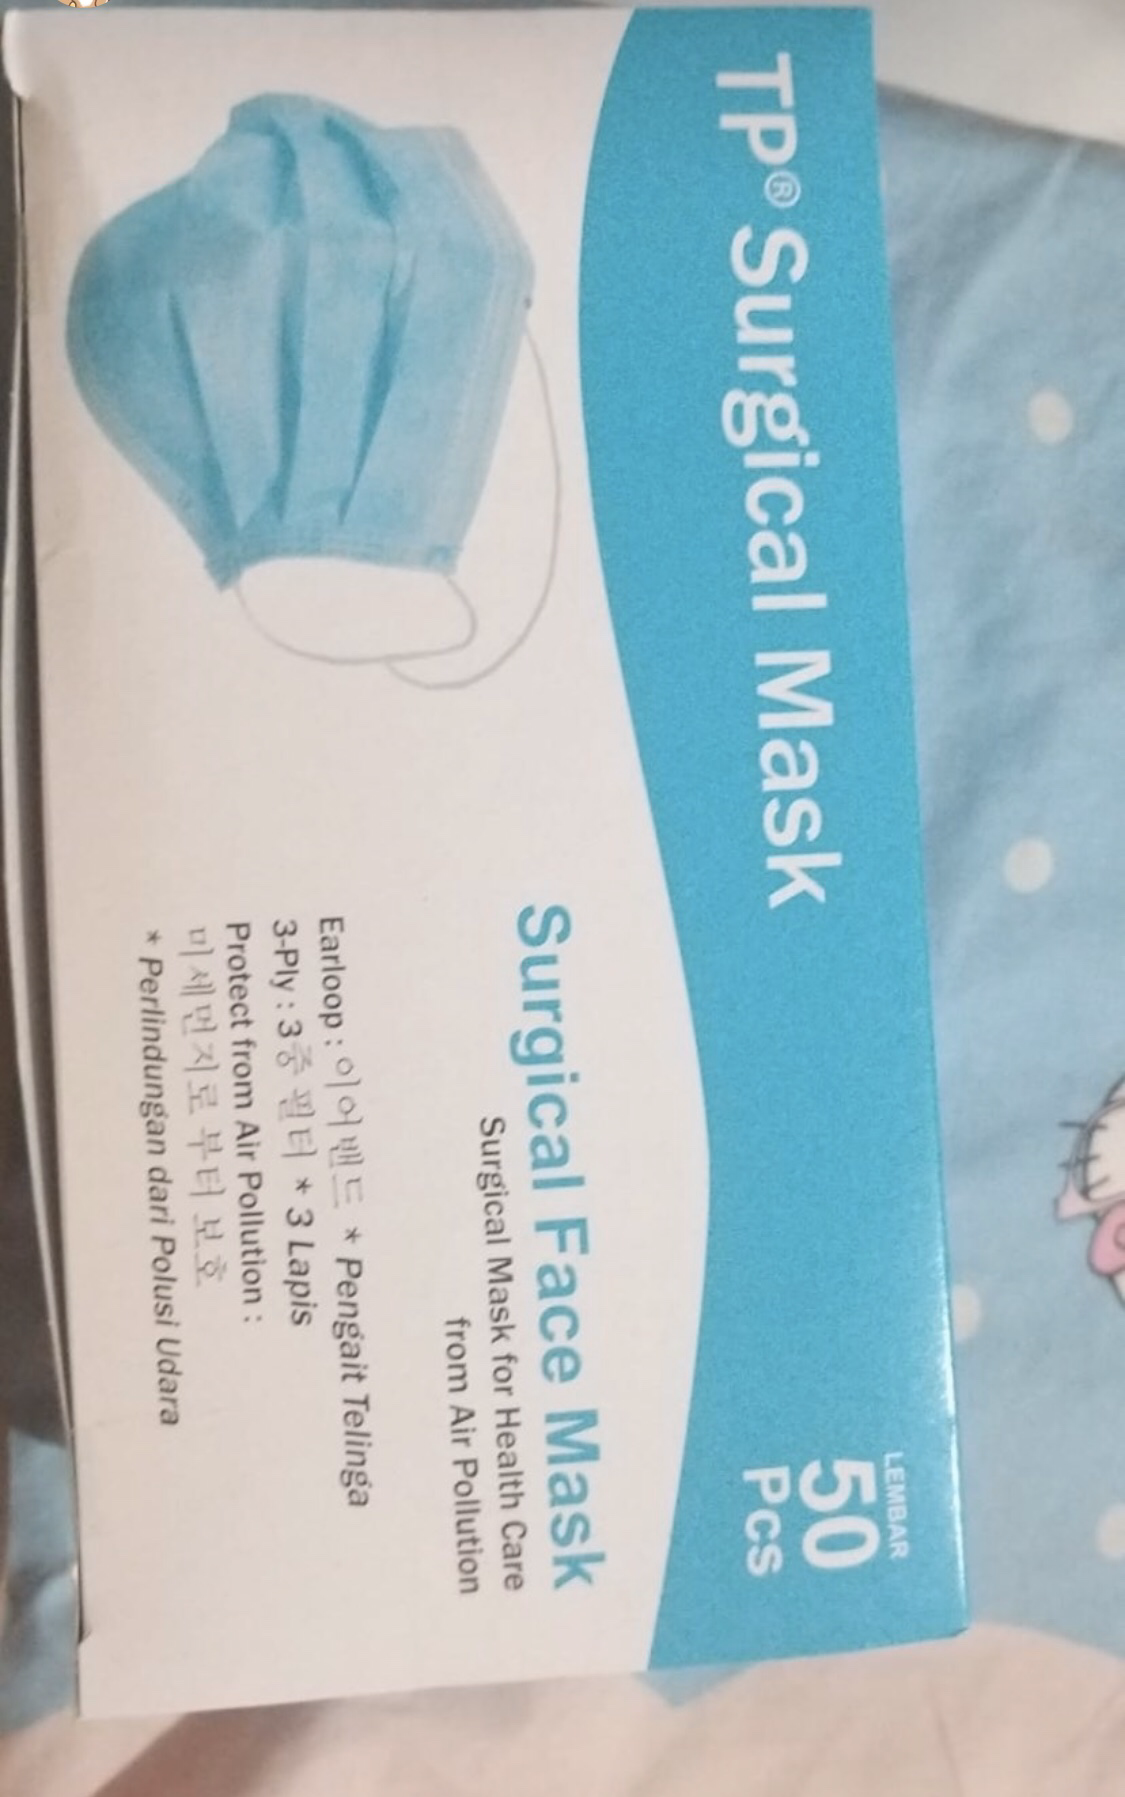 TP® Surgical Mask
LEMBAR
50
Pcs
Surgical Face Mask
Surgical Mask for Health Care
from Air Pollution
Earloop : 이어밴드 * Pengait Telinga
3-Ply : 3중 필터 * 3 Lapis
Protect from Air Pollution :
미세먼지로 부터 보호
* Perlindungan dari Polusi Udara